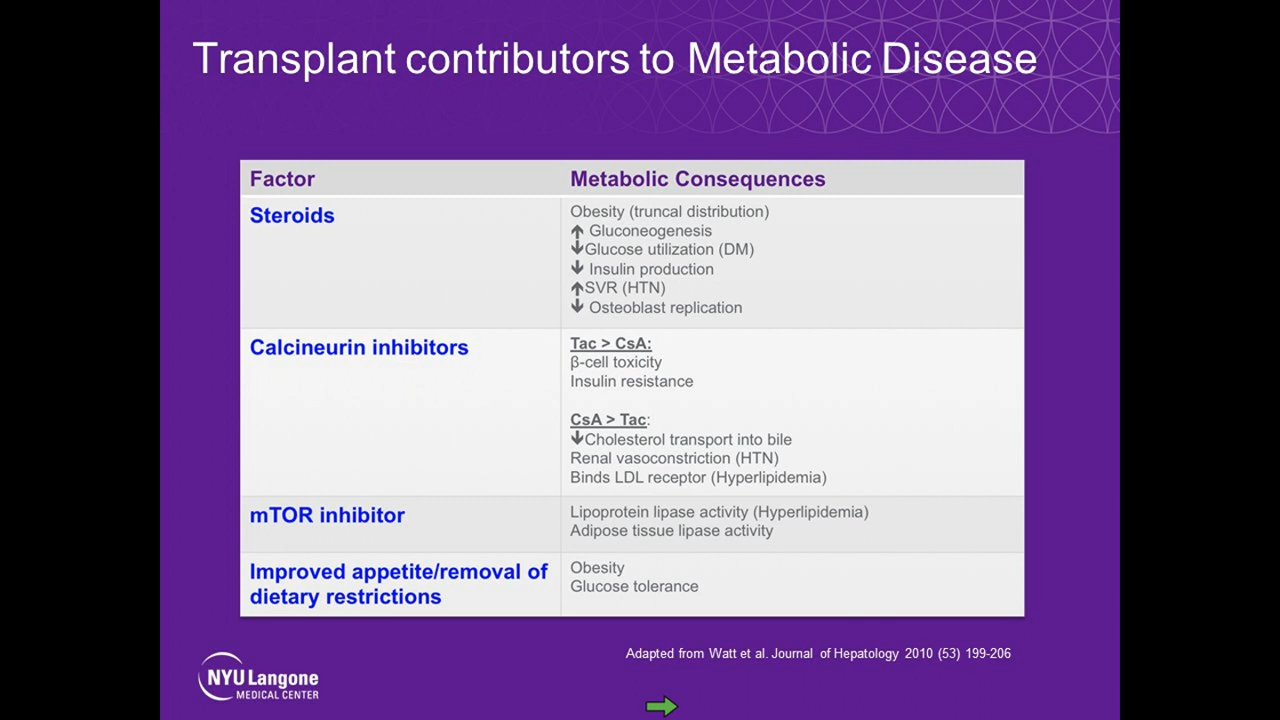 Transplant contributors to Metabolic Disease
Factor
Metabolic Consequences
Steroids
Obesity (truncal distribution)
↑ Gluconeogenesis
↓Glucose utilization (DM)
↓ Insulin production
↑SVR (HTN)
↓ Osteoblast replication
Calcineurin inhibitors
Tac > CsA:
β-cell toxicity
Insulin resistance
CsA > Tac:
↓Cholesterol transport into bile
Renal vasoconstriction (HTN)
Binds LDL receptor (Hyperlipidemia)
mTOR inhibitor
Lipoprotein lipase activity (Hyperlipidemia)
Adipose tissue lipase activity
Improved appetite/removal of
dietary restrictions
Obesity
Glucose tolerance
Adapted from Watt et al. Journal of Hepatology 2010 (53) 199-206
NYU Langone
MEDICAL CENTER